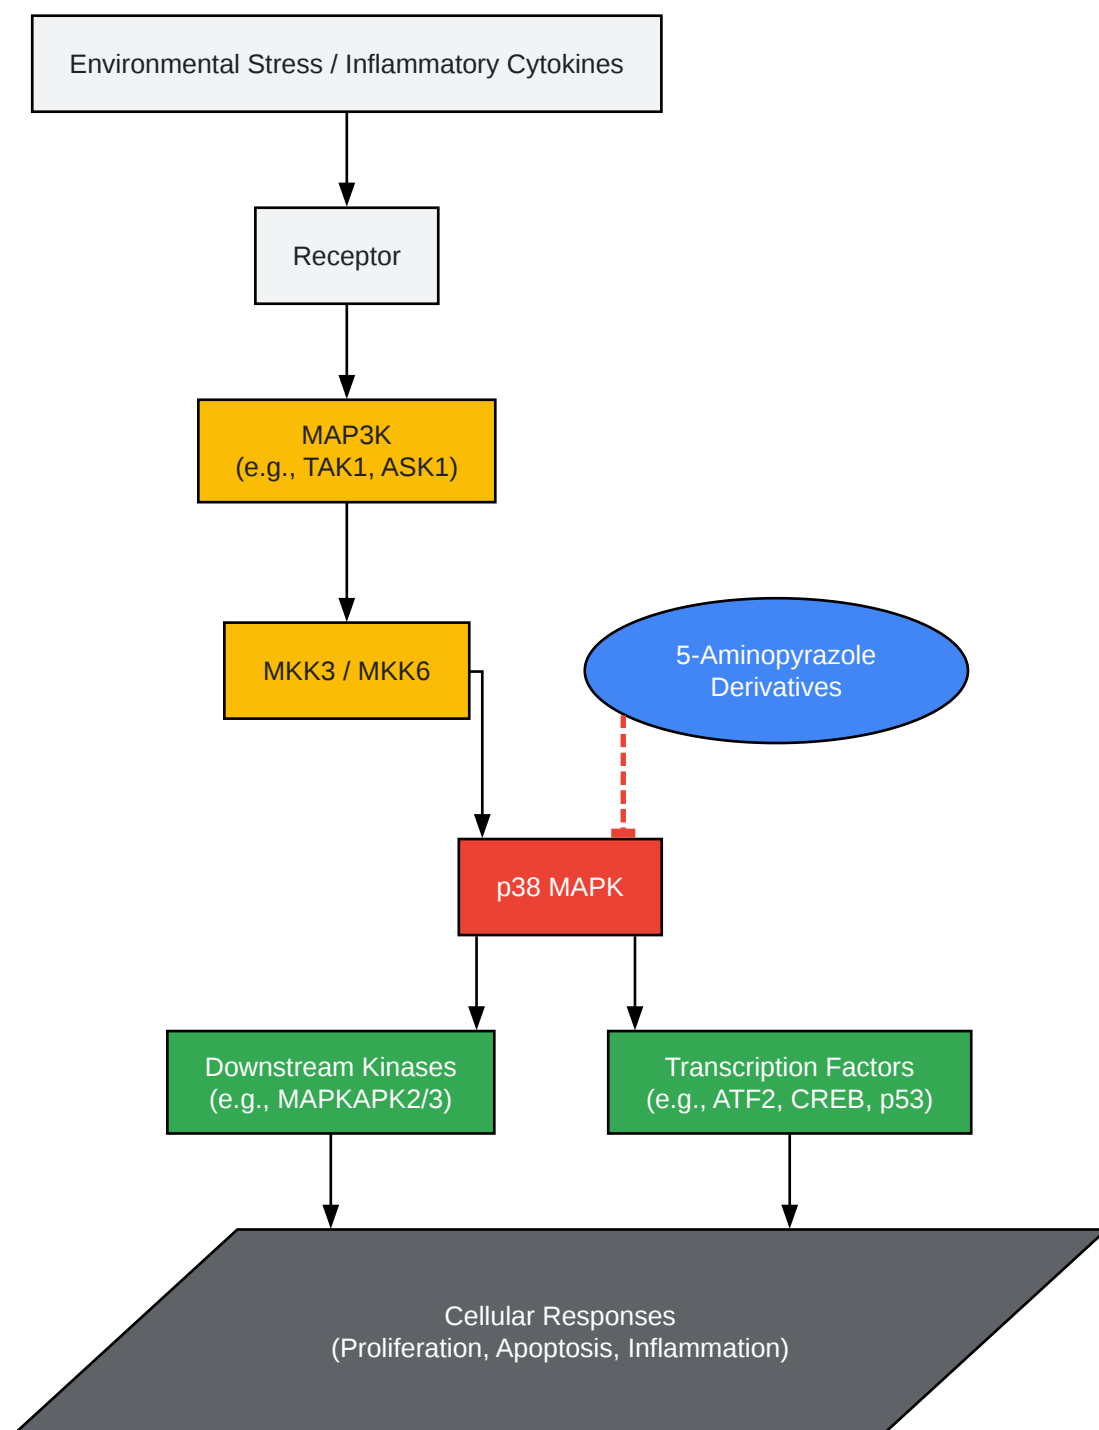 Environmental Stress / Inflammatory Cytokines
Receptor
MAP3K
(e.g., TAK1, ASK1)
MKK3 / MKK6
5-Aminopyrazole
Derivatives
p38 MAPK
Downstream Kinases
(e.g., MAPKAPK2/3)
Transcription Factors
(e.g., ATF2, CREB, p53)
Cellular Responses
(Proliferation, Apoptosis, Inflammation)